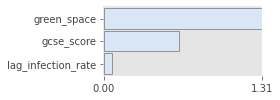 green_space
gcse_score
lag_infection_rate
0.00 1.31